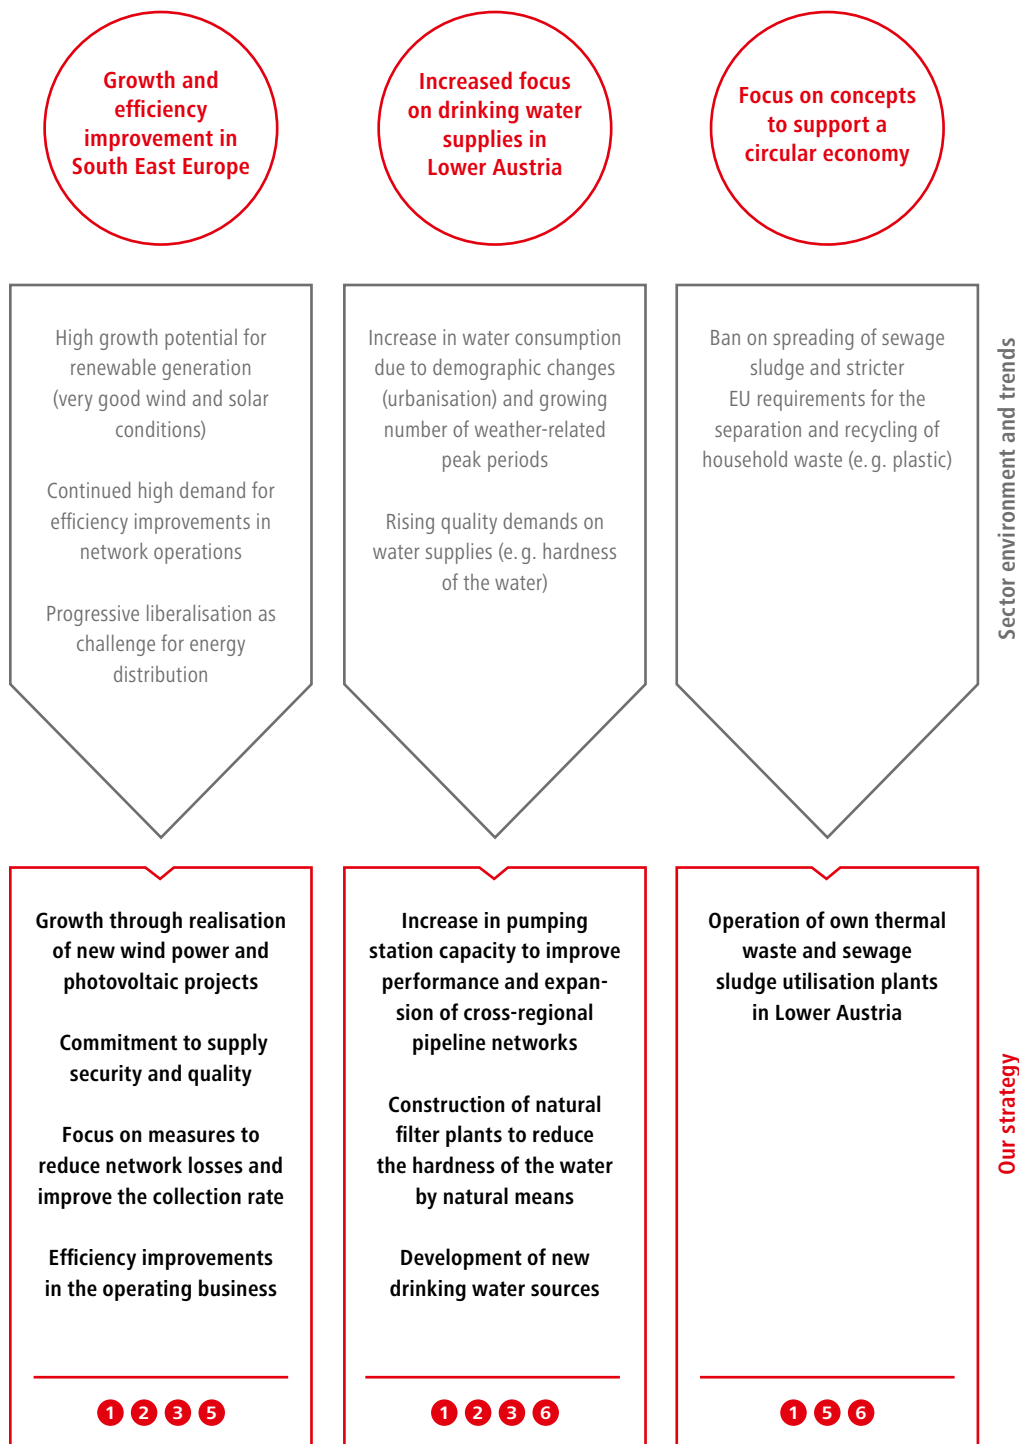 Growth and
efficiency
improvement in
South East Europe
Increased focus
on drinking water
supplies in
Lower Austria
Focus on concepts
to support a
circular economy
High growth potential for
renewable generation
(very good wind and solar
conditions)
Continued high demand for
efficiency improvements in
network operations
Progressive liberalisation as
challenge for energy
distribution
Increase in water consumption
due to demographic changes
(urbanisation) and growing
number of weather-related
peak periods
Rising quality demands on
water supplies (e. g. hardness
of the water)
Ban on spreading of sewage
sludge and stricter
EU requirements for the
separation and recycling of
household waste (e. g. plastic)
Sector environment and trends
Growth through realisation
of new wind power and
photovoltaic projects
Commitment to supply
security and quality
Focus on measures to
reduce network losses and
improve the collection rate
Efficiency improvements
in the operating business
1 2 3 5
Increase in pumping
station capacity to improve
performance and expan-
sion of cross-regional
pipeline networks
Construction of natural
filter plants to reduce
the hardness of the water
by natural means
Development of new
drinking water sources
1 2 3 6
Operation of own thermal
waste and sewage
sludge utilisation plants
in Lower Austria
1 5 6
Our strategy